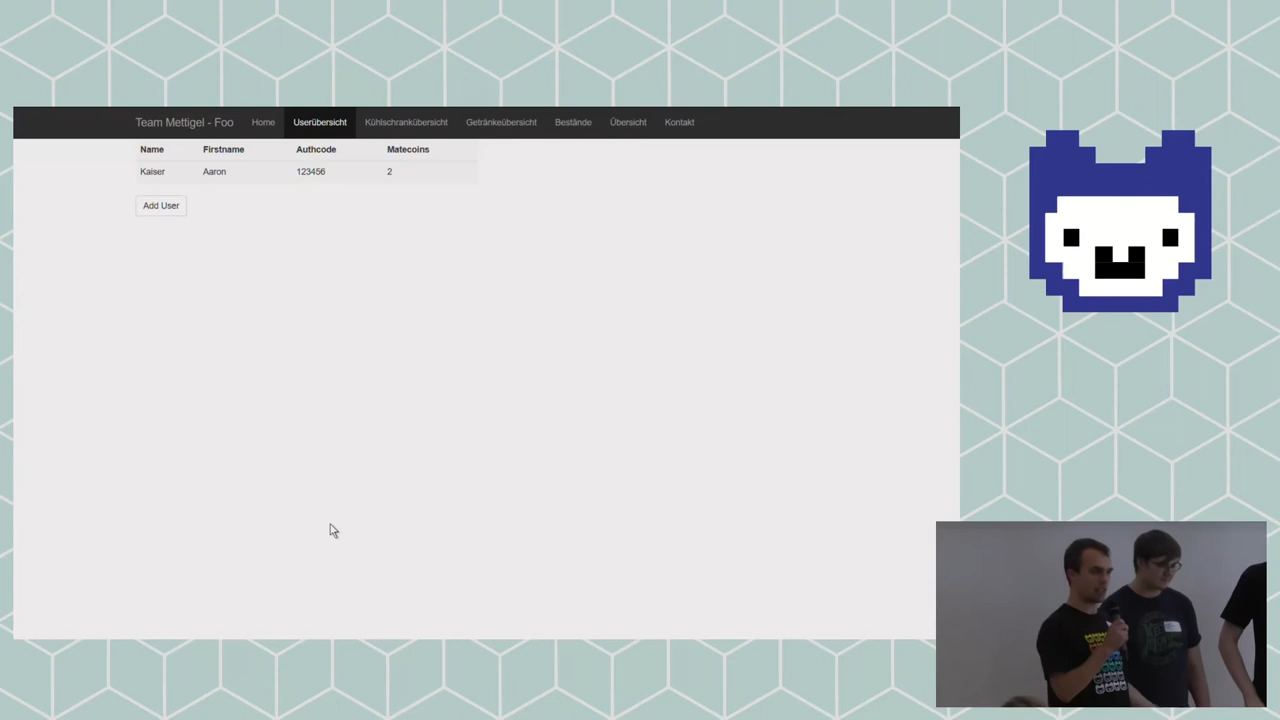 Team Mettigel - Foo Home Userübersicht Kühlschrankübersicht Getränkeübersicht Bestände Übersicht Kontakt
Name Firstname Authcode Matecoins
Kaiser Aaron 123456 2
Add User